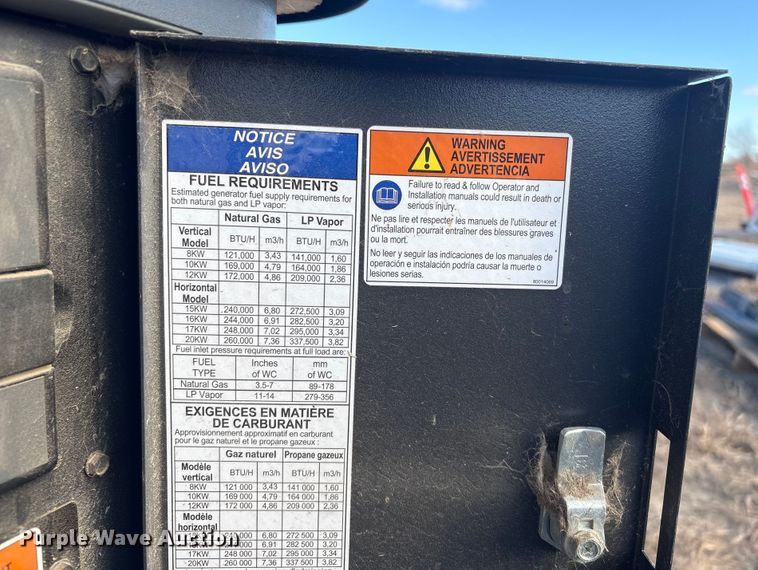 NOTICE
AVIS
AVISO
FUEL REQUIREMENTS
Estimated generator fuel supply requirements for
both natural gas and LP vapor:
Natural Gas LP Vapor
Vertical Model BTU/H m3/h BTU/H m3/h
8KW 121,000 3,43 141,000 1,60
10KW 169,000 4,79 164,000 1,86
12KW 172,000 4,86 209,000 2,36
Horizontal
Model
15KW 240,000 6,80 272,500 3,09
16KW 244,000 6,91 282,500 3,20
17KW 248,000 7,02 295,000 3,34
20KW 260,000 7,36 337,500 3,82
Fuel inlet pressure requirements at full load are:
FUEL Inches mm
TYPE of WC of WC
Natural Gas 3.5-7 89-178
LP Vapor 11-14 279-356
EXIGENCES EN MATIÈRE
DE CARBURANT
Approvisionnement approximatif en carburant
pour le gaz naturel et le propane gazeux :
Gaz naturel Propane gazeux
Modèle vertical BTU/H m3/h BTU/H m3/h
8KW 121 000 3,43 141 000 1,60
10KW 169 000 4,79 164 000 1,86
12KW 172 000 4,86 209 000 2,36
Modèle
horizontal
6,80 272 500 3,09
6,91 282 500 3,20
17KW 248 000 7,02 295 000 3,34
20KW 260 000 7,36 337 500 3,82
WARNING
AVERTISSEMENT
ADVERTENCIA
Failure to read & follow Operator and
Installation manuals could result in death or
serious injury.
Ne pas lire et respecter les manuels de l'utilisateur et
d'installation pourrait entraîner des blessures graves
ou la mort.
No leer y seguir las indicaciones de los manuales de
operación e instalación podría causar la muerte o
lesiones serias.
Purple Wave Auction